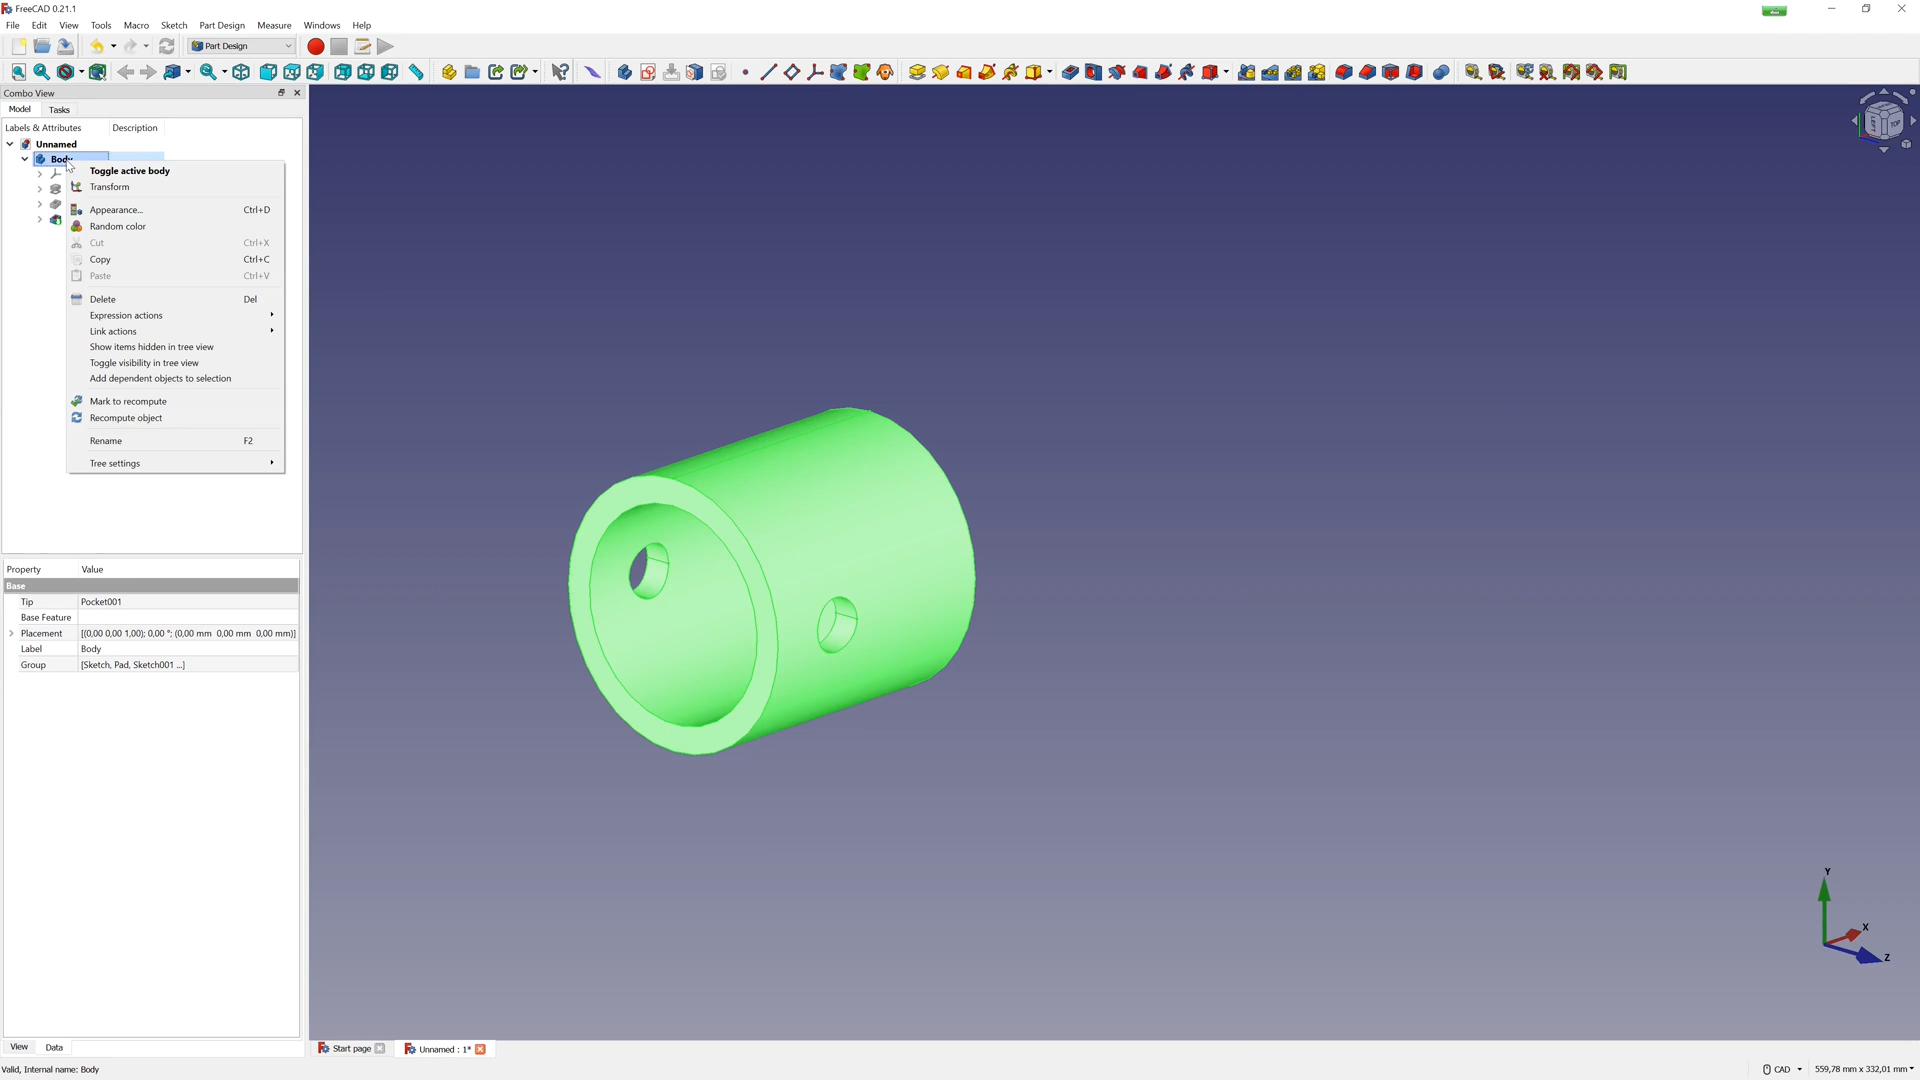 FreeCAD 0.21.1
File Edit View Tools Macro Sketch Part Design Measure Windows Help
Part Design
Combo View
Model Tasks
Labels & Attributes Description
Unnamed
Body
Toggle active body
Transform
Appearance... Ctrl+D
Random color
Cut Ctrl+X
Copy Ctrl+C
Paste Ctrl+V
Delete Del
Expression actions
Link actions
Show items hidden in tree view
Toggle visibility in tree view
Add dependent objects to selection
Mark to recompute
Recompute object
Rename F2
Tree settings
Property Value
Base
Tip Pocket001
Base Feature
Placement [(0,00 0,00 1,00); 0,00 °; (0,00 mm 0,00 mm 0,00 mm)]
Label Body
Group [Sketch, Pad, Sketch001 ...]
LEFT TOP
Y
X
Z
View Data
Start page Unnamed : 1*
Valid, Internal name: Body
CAD 559,78 mm x 332,01 mm